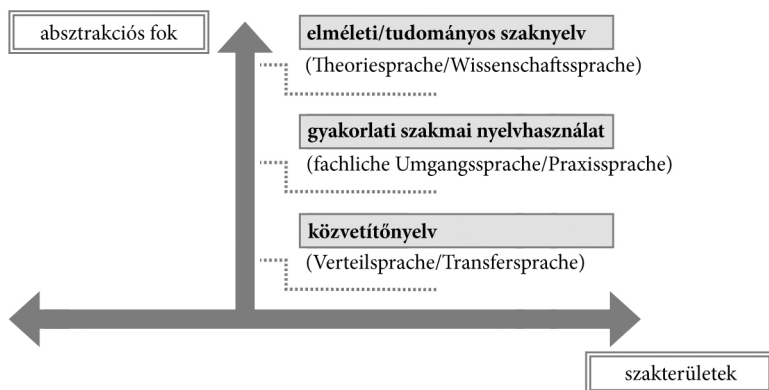 absztrakciós fok
elméleti/tudományos szaknyelv
(Theoriesprache/Wissenschaftssprache)
gyakorlati szakmai nyelvhasználat
(fachliche Umgangssprache/Praxissprache)
közvetítőnyelv
(Verteilsprache/Transfersprache)
szakterületek